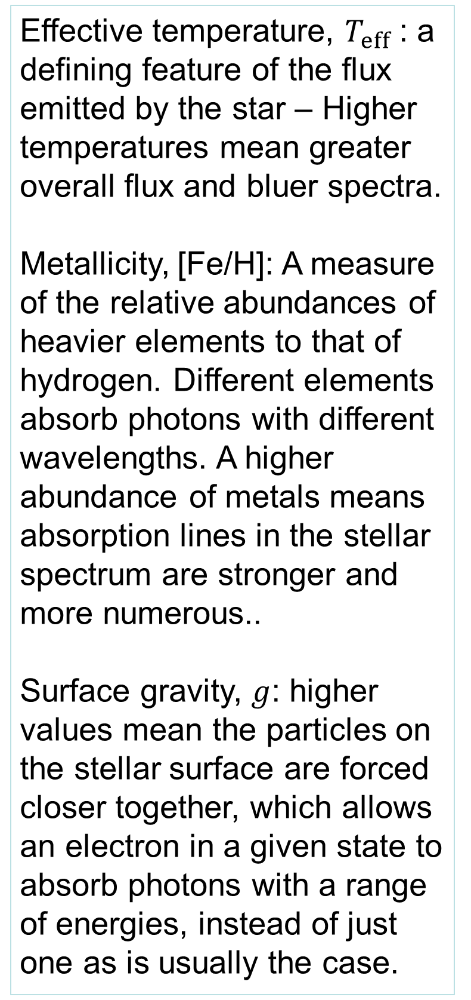 Effective temperature, T_eff : a
defining feature of the flux
emitted by the star – Higher
temperatures mean greater
overall flux and bluer spectra.
Metallicity, [Fe/H]: A measure
of the relative abundances of
heavier elements to that of
hydrogen. Different elements
absorb photons with different
wavelengths. A higher
abundance of metals means
absorption lines in the stellar
spectrum are stronger and
more numerous..
Surface gravity, g: higher
values mean the particles on
the stellar surface are forced
closer together, which allows
an electron in a given state to
absorb photons with a range
of energies, instead of just
one as is usually the case.